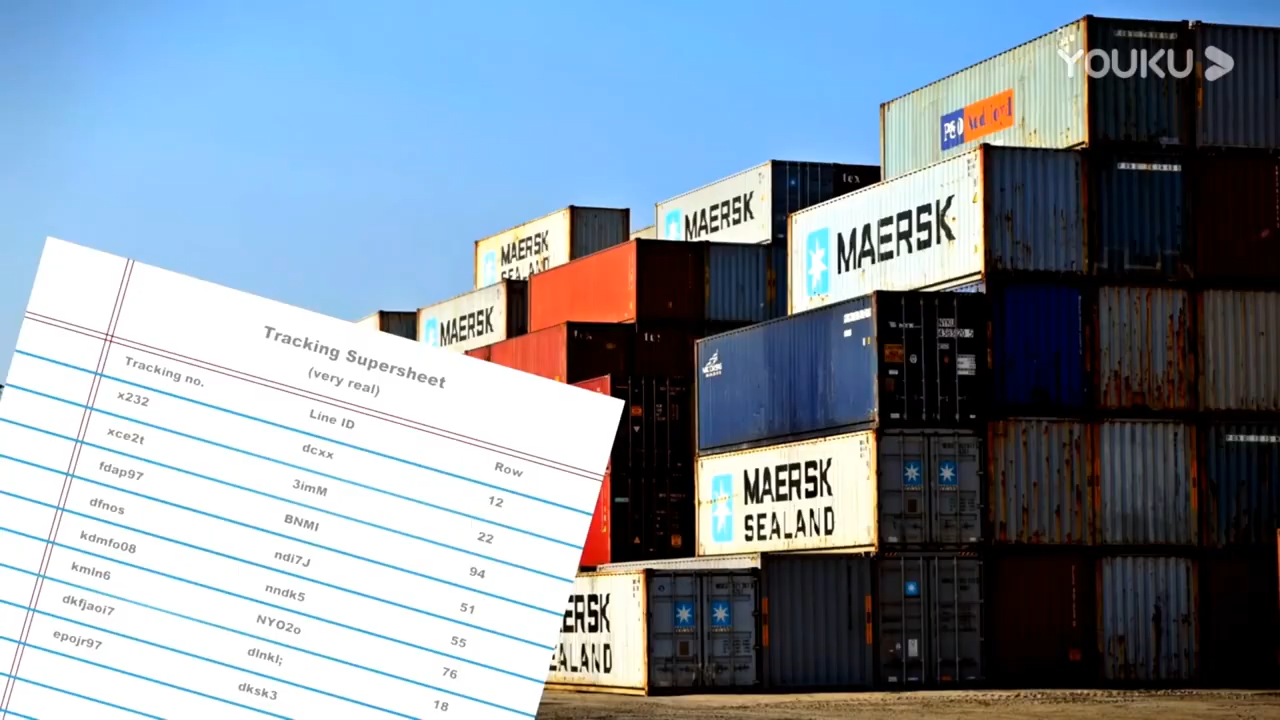 YOUKU
P&O Nedlloyd
MAERSK
MAERSK
SEALAND
MAERSK
MAERSK
tex
tex
MAERSK
SEALAND
ERSK
EALAND
Tracking Supersheet
(very real)
Tracking no. Line ID Row
x232 dcxx 12
xce2t 3imM 22
fdap97 BNMI 94
dfnos ndi7J 51
kdmfo08 nndk5 55
kmln6 NYO2o 76
dkfjaoi7 dlnkl; 18
epojr97 dksk3